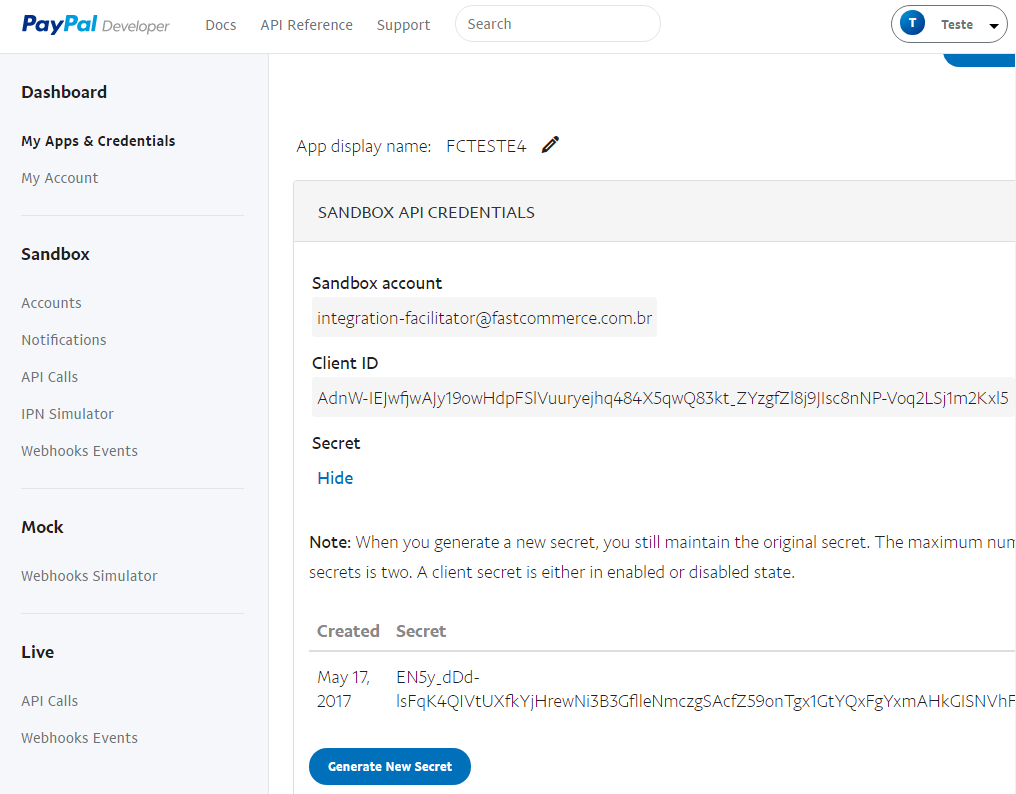 PayPal Developer
Docs
API Reference
Support
Search
T
Teste
Dashboard
My Apps & Credentials
My Account
Sandbox
Accounts
Notifications
API Calls
IPN Simulator
Webhooks Events
Mock
Webhooks Simulator
Live
API Calls
Webhooks Events
App display name: FCTESTE4
SANDBOX API CREDENTIALS
Sandbox account
integration-facilitator@fastcommerce.com.br
Client ID
AdnW-IEJwfjwAJy19owHdpFSlVuuryejhq484X5qwQ83kt_ZYzgfZl8j9JIsc8nNP-Voq2LSj1m2Kxl5
Secret
Hide
Note: When you generate a new secret, you still maintain the original secret. The maximum num
secrets is two. A client secret is either in enabled or disabled state.
Created Secret
May 17, EN5y_dDd-
2017 lsFqK4QIVtUXfkYjHrewNi3B3GflleNmczgSAcfZ59onTgx1GtYQxFgYxmAHkGISNVhF
Generate New Secret